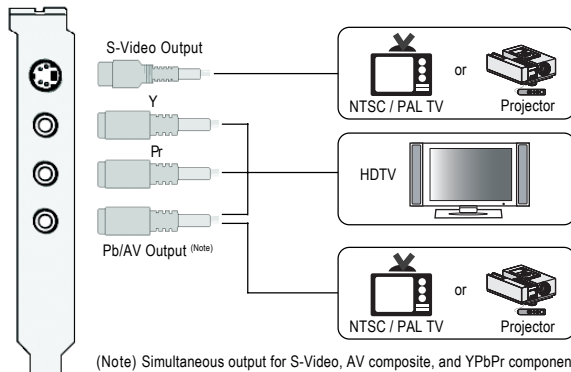 S-Video Output
or
NTSC / PAL TV Projector
Y
Pr
HDTV
Pb/AV Output (Note)
or
NTSC / PAL TV Projector
(Note) Simultaneous output for S-Video, AV composite, and YPbPr componen